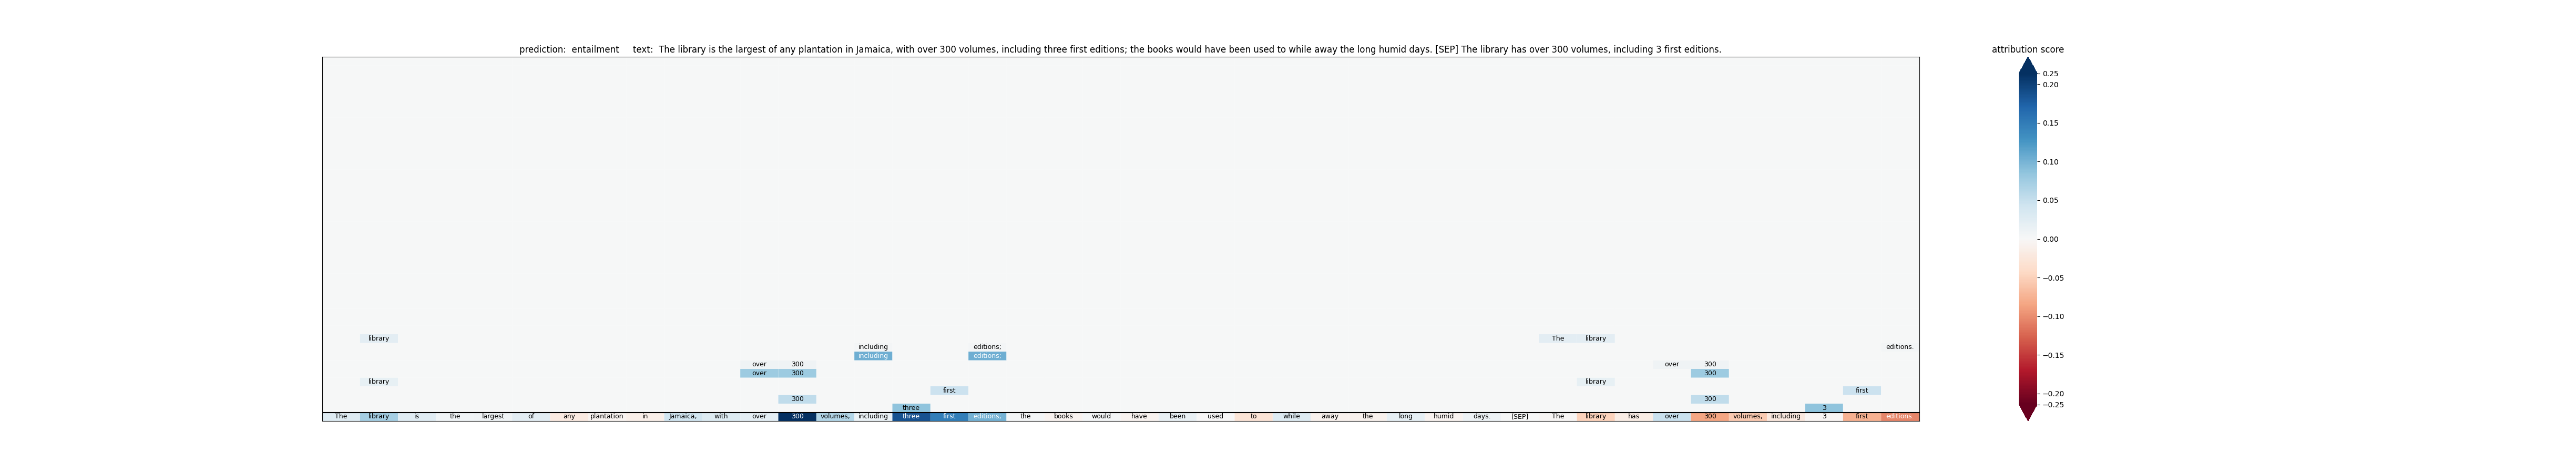 prediction: entailment text: The library is the largest of any plantation in Jamaica, with over 300 volumes, including three first editions; the books would have been used to while away the long humid days. [SEP] The library has over 300 volumes, including 3 first editions.
attribution score
0.25
0.20
0.15
0.10
0.05
0.00
−0.05
−0.10
−0.15
−0.20
−0.25
library The library
including editions; editions.
including editions;
over 300 over 300
over 300 300
library library
first first
300 300
three 3
The library is the largest of any plantation in Jamaica, with over 300 volumes, including three first editions; the books would have been used to while away the long humid days. [SEP] The library has over 300 volumes, including 3 first editions.